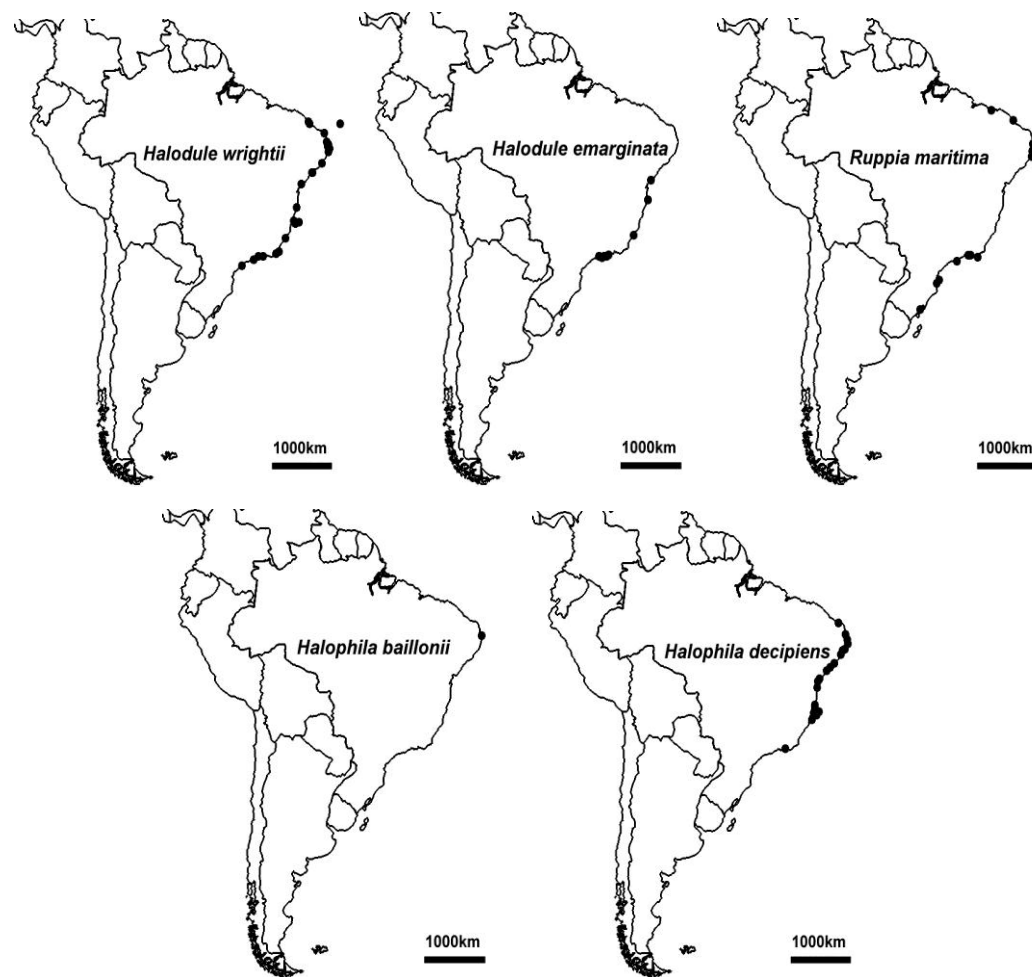 Halodule wrightii
Halodule emarginata
Ruppia maritima
1000km
1000km
1000km
Halophila baillonii
Halophila decipiens
1000km
1000km